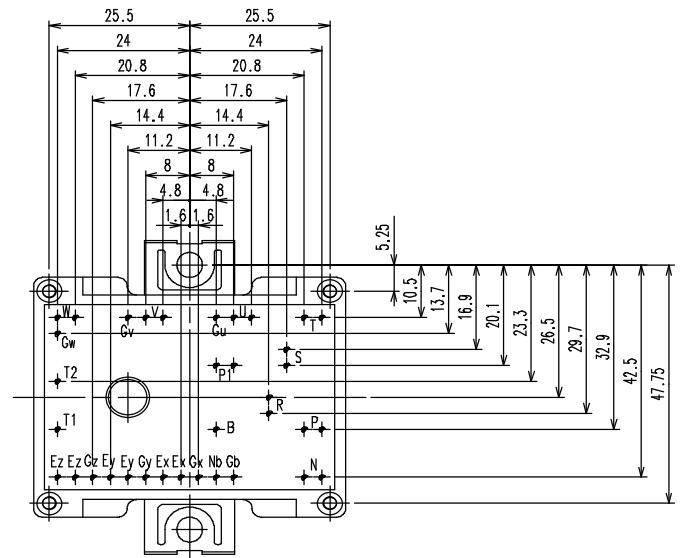 25.5 25.5
24 24
20.8 20.8
17.6 17.6
14.4 14.4
11.2 11.2
8 8
4.8 4.8
1.6 1.6
5.25
10.5 13.7 16.9 20.1 23.3 26.5 29.7 32.9 42.5 47.75
W Gv V Gu U T
Gw
S
T2 P1
R
T1 B P
Ez Ez Gz Ey Ey Gy Ex Ex Gx Nb Gb N